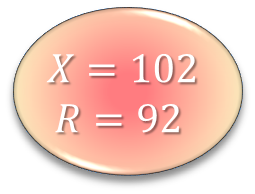 X = 102
R = 92